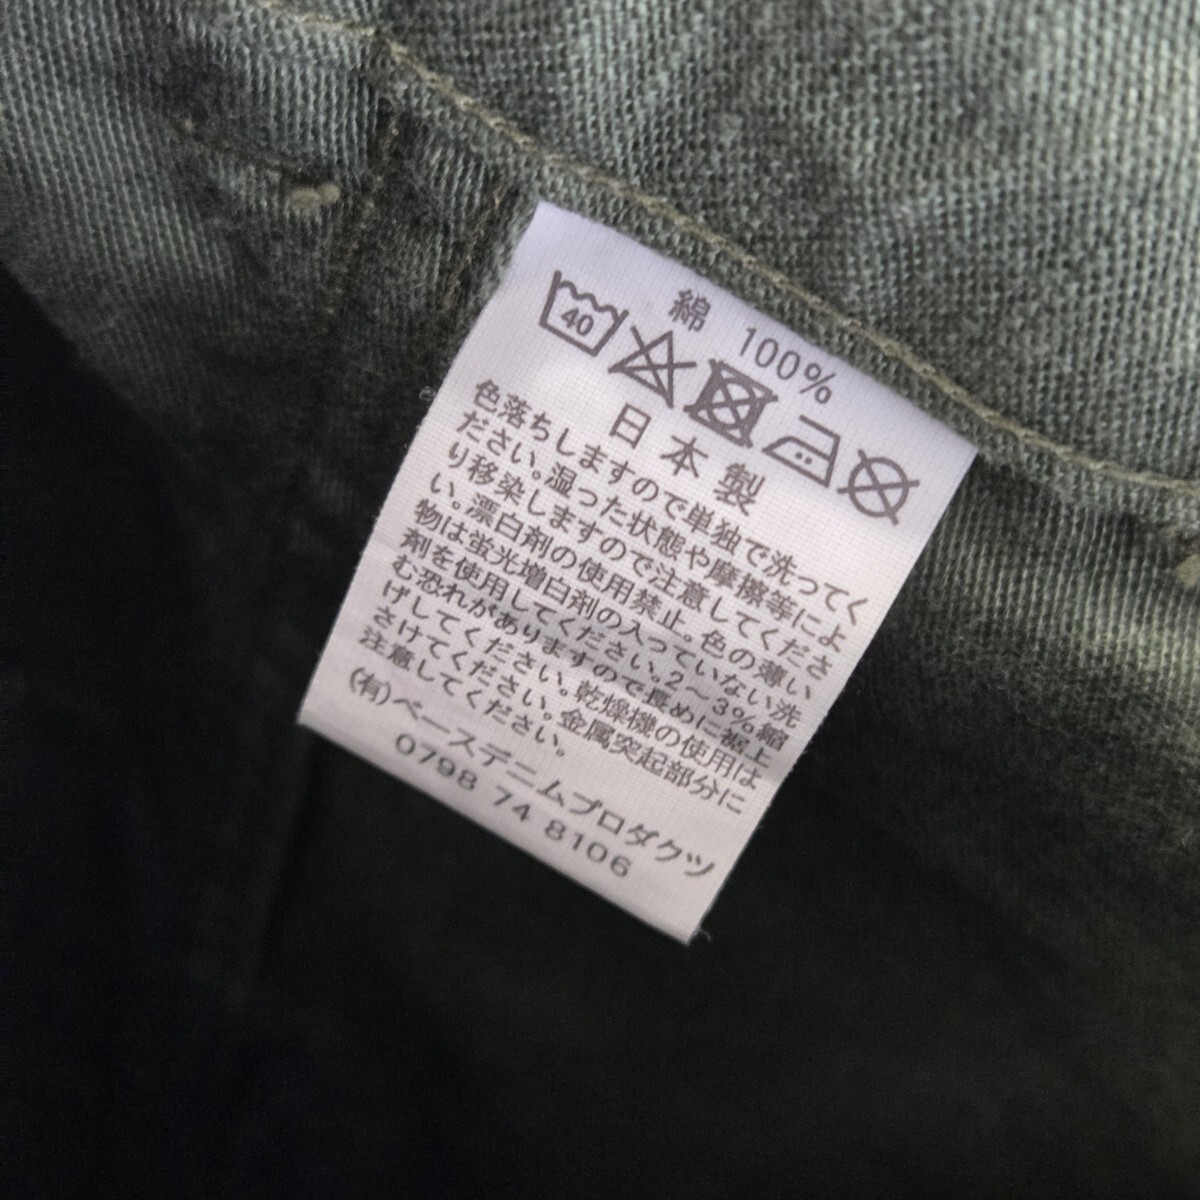 綿 100%
40
日本製
色落ちしますので単独で洗ってく
ださい。湿った状態や摩擦等によ
り移染しますので注意してくださ
い。漂白剤の使用禁止。色の薄い
物は蛍光増白剤の入っていない洗
剤を使用してください。2～3%縮
む恐れがありますので長めに裾上
げしてください。乾燥機の使用は
さけてください。金属突起部分に
注意してください。
(有)ベースデニムプロダクツ
0798 74 8106